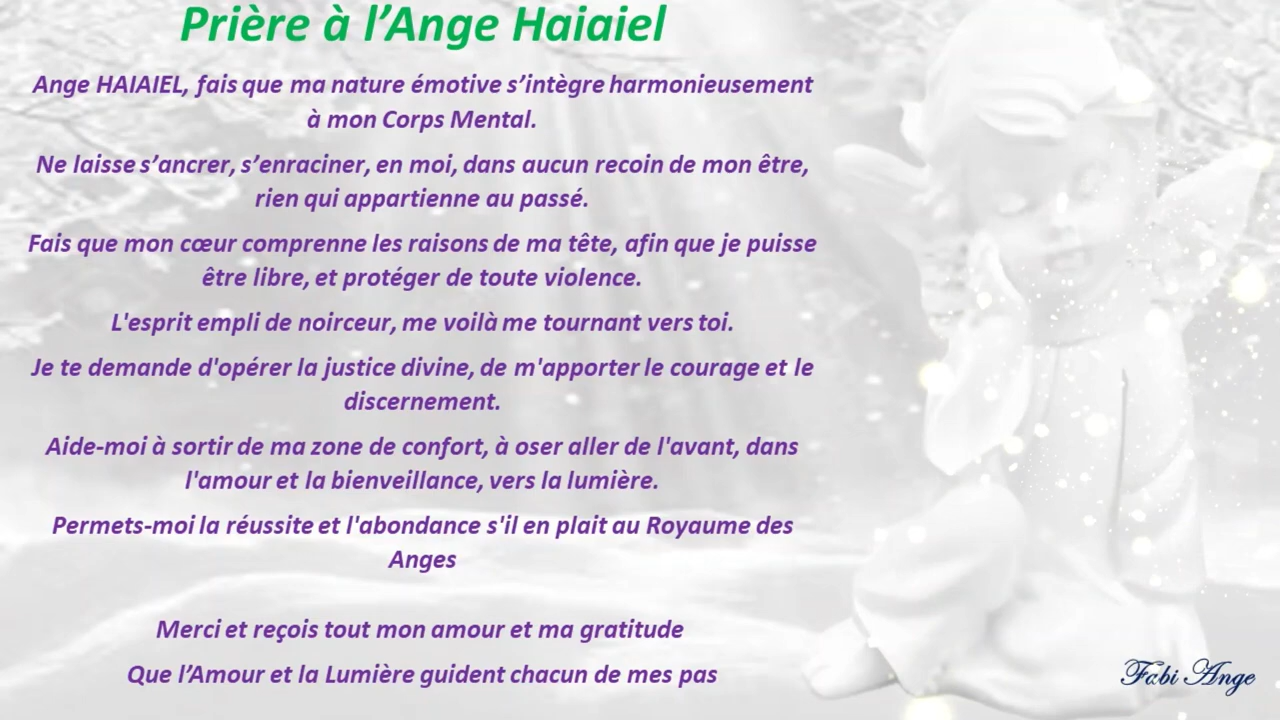 Prière à l’Ange Haiaiel
Ange HAIAIEL, fais que ma nature émotive s’intègre harmonieusement
à mon Corps Mental.
Ne laisse s’ancrer, s’enraciner, en moi, dans aucun recoin de mon être,
rien qui appartienne au passé.
Fais que mon cœur comprenne les raisons de ma tête, afin que je puisse
être libre, et protéger de toute violence.
L'esprit empli de noirceur, me voilà me tournant vers toi.
Je te demande d'opérer la justice divine, de m'apporter le courage et le
discernement.
Aide-moi à sortir de ma zone de confort, à oser aller de l'avant, dans
l'amour et la bienveillance, vers la lumière.
Permets-moi la réussite et l'abondance s'il en plait au Royaume des
Anges
Merci et reçois tout mon amour et ma gratitude
Que l’Amour et la Lumière guident chacun de mes pas
Fabi Ange